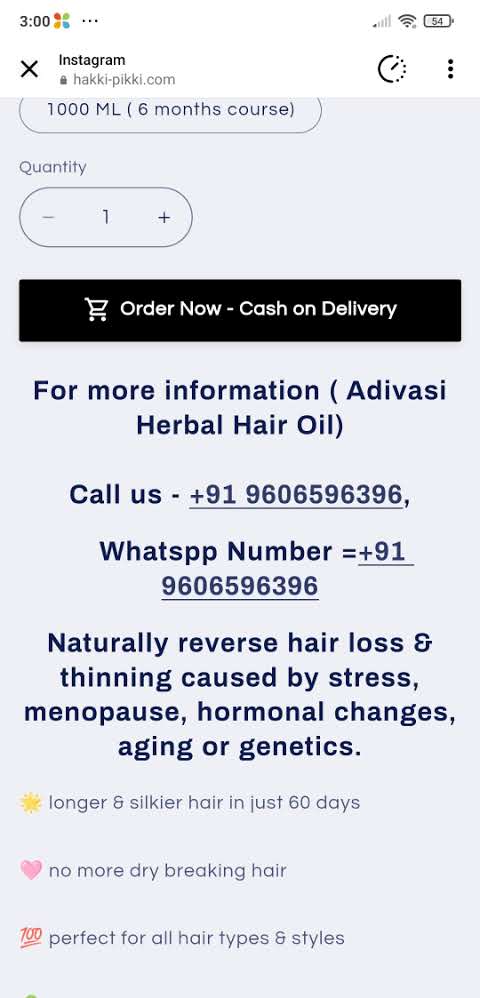 3:00 ...
54
Instagram
hakki-pikki.com
1000 ML ( 6 months course)
Quantity
− 1 +
Order Now - Cash on Delivery
For more information ( Adivasi
Herbal Hair Oil)
Call us - +91 9606596396,
Whatspp Number =+91
9606596396
Naturally reverse hair loss &
thinning caused by stress,
menopause, hormonal changes,
aging or genetics.
🌟 longer & silkier hair in just 60 days
🩷 no more dry breaking hair
💯 perfect for all hair types & styles